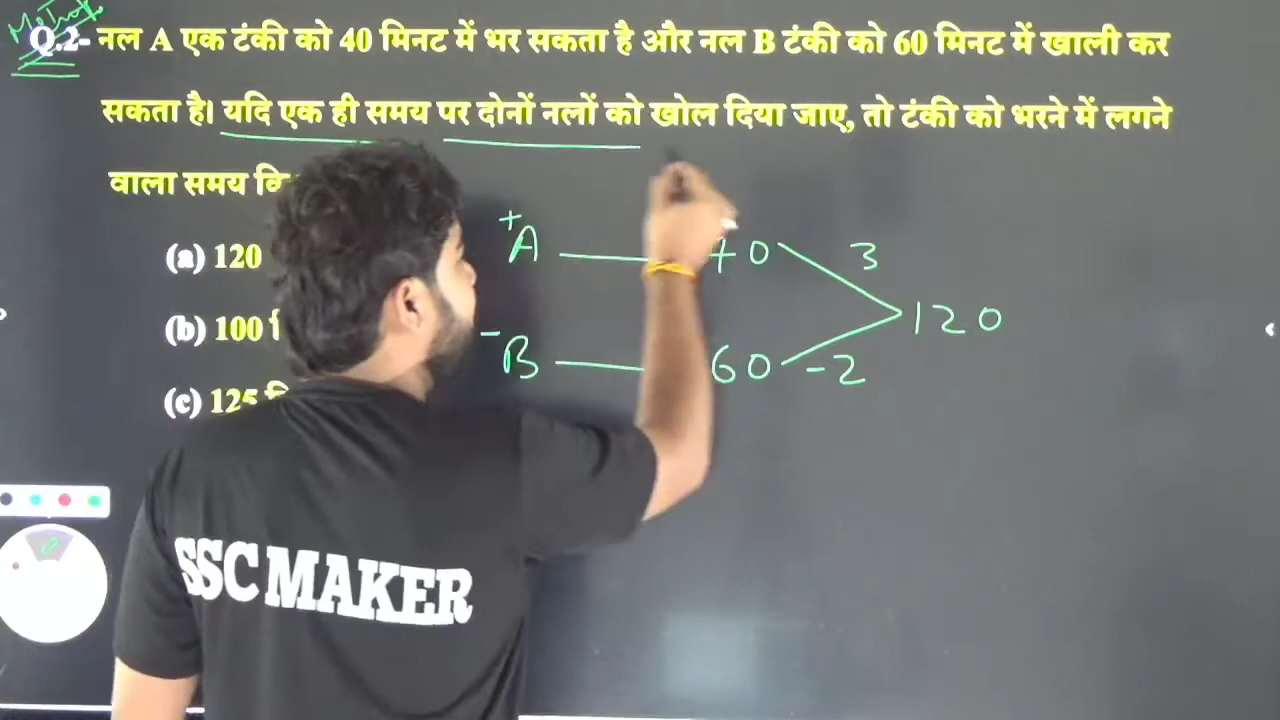 Q.2- नल A एक टंकी को 40 मिनट में भर सकता है और नल B टंकी को 60 मिनट में खाली कर
सकता है। यदि एक ही समय पर दोनों नलों को खोल दिया जाए, तो टंकी को भरने में लगने
वाला समय
(a) 120
(b) 100
(c) 125
+A 40 3
120
-B 60 -2
SSC MAKER